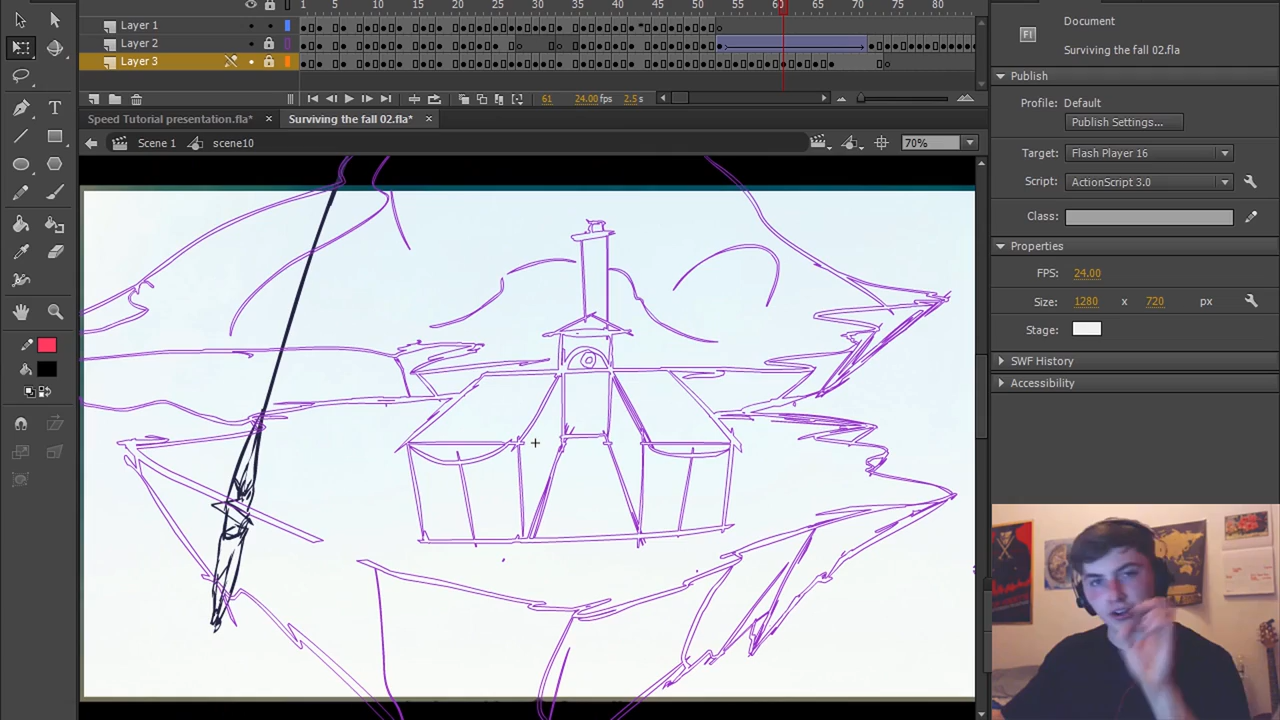 1 5 10 15 20 25 30 35 40 45 50 55 60 65 70 75 80
Layer 1
Layer 2
Layer 3
61 24.00 fps 2.5 s
Speed Tutorial presentation.fla* × Surviving the fall 02.fla* ×
Scene 1 scene10 70%
T
Document
Fl
Surviving the fall 02.fla
Publish
Profile: Default
Publish Settings...
Target: Flash Player 16
Script: ActionScript 3.0
Class:
Properties
FPS: 24.00
Size: 1280 x 720 px
Stage:
SWF History
Accessibility